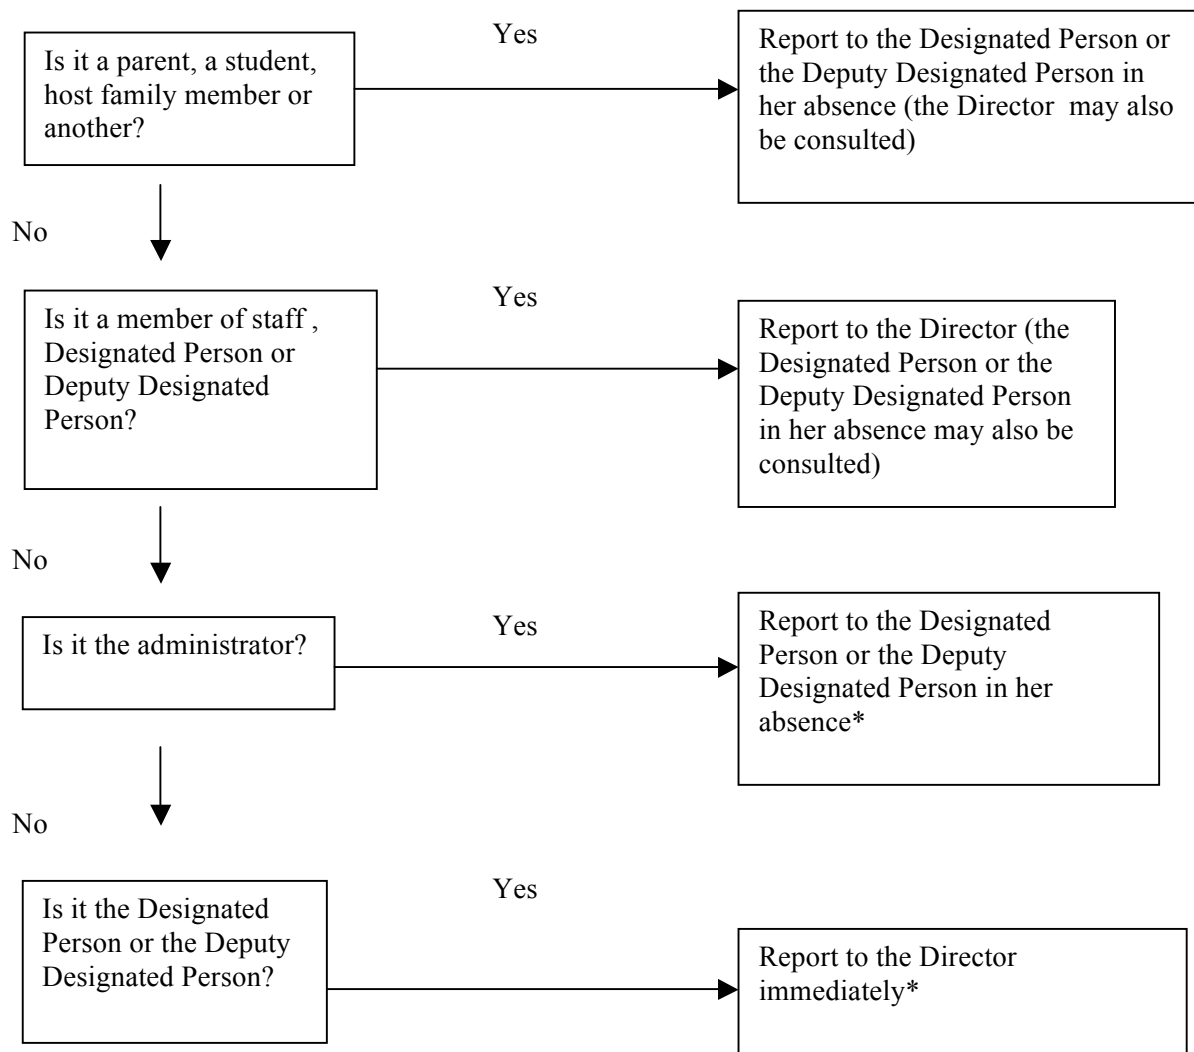 Is it a parent, a student,
host family member or
another?
Yes
Report to the Designated Person or
the Deputy Designated Person in
her absence (the Director  may also
be consulted)
No
Is it a member of staff ,
Designated Person or
Deputy Designated
Person?
Yes
Report to the Director (the
Designated Person or the
Deputy Designated Person
in her absence may also be
consulted)
No
Is it the administrator?
Yes
Report to the Designated
Person or the Deputy
Designated Person in her
absence*
No
Is it the Designated
Person or the Deputy
Designated Person?
Yes
Report to the Director
immediately*